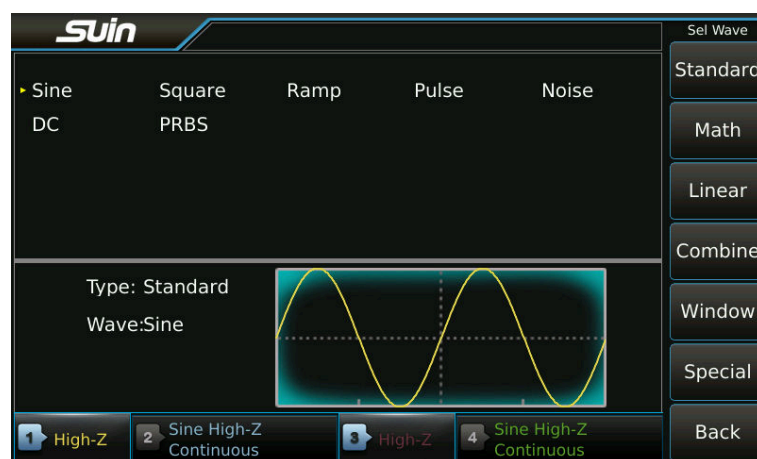 Suin
Sel Wave
Standard
Sine Square Ramp Pulse Noise
DC PRBS
Math
Linear
Combine
Type: Standard
Wave:Sine
Window
Special
1 High-Z
2 Sine High-Z
Continuous
3 High-Z
4 Sine High-Z
Continuous
Back